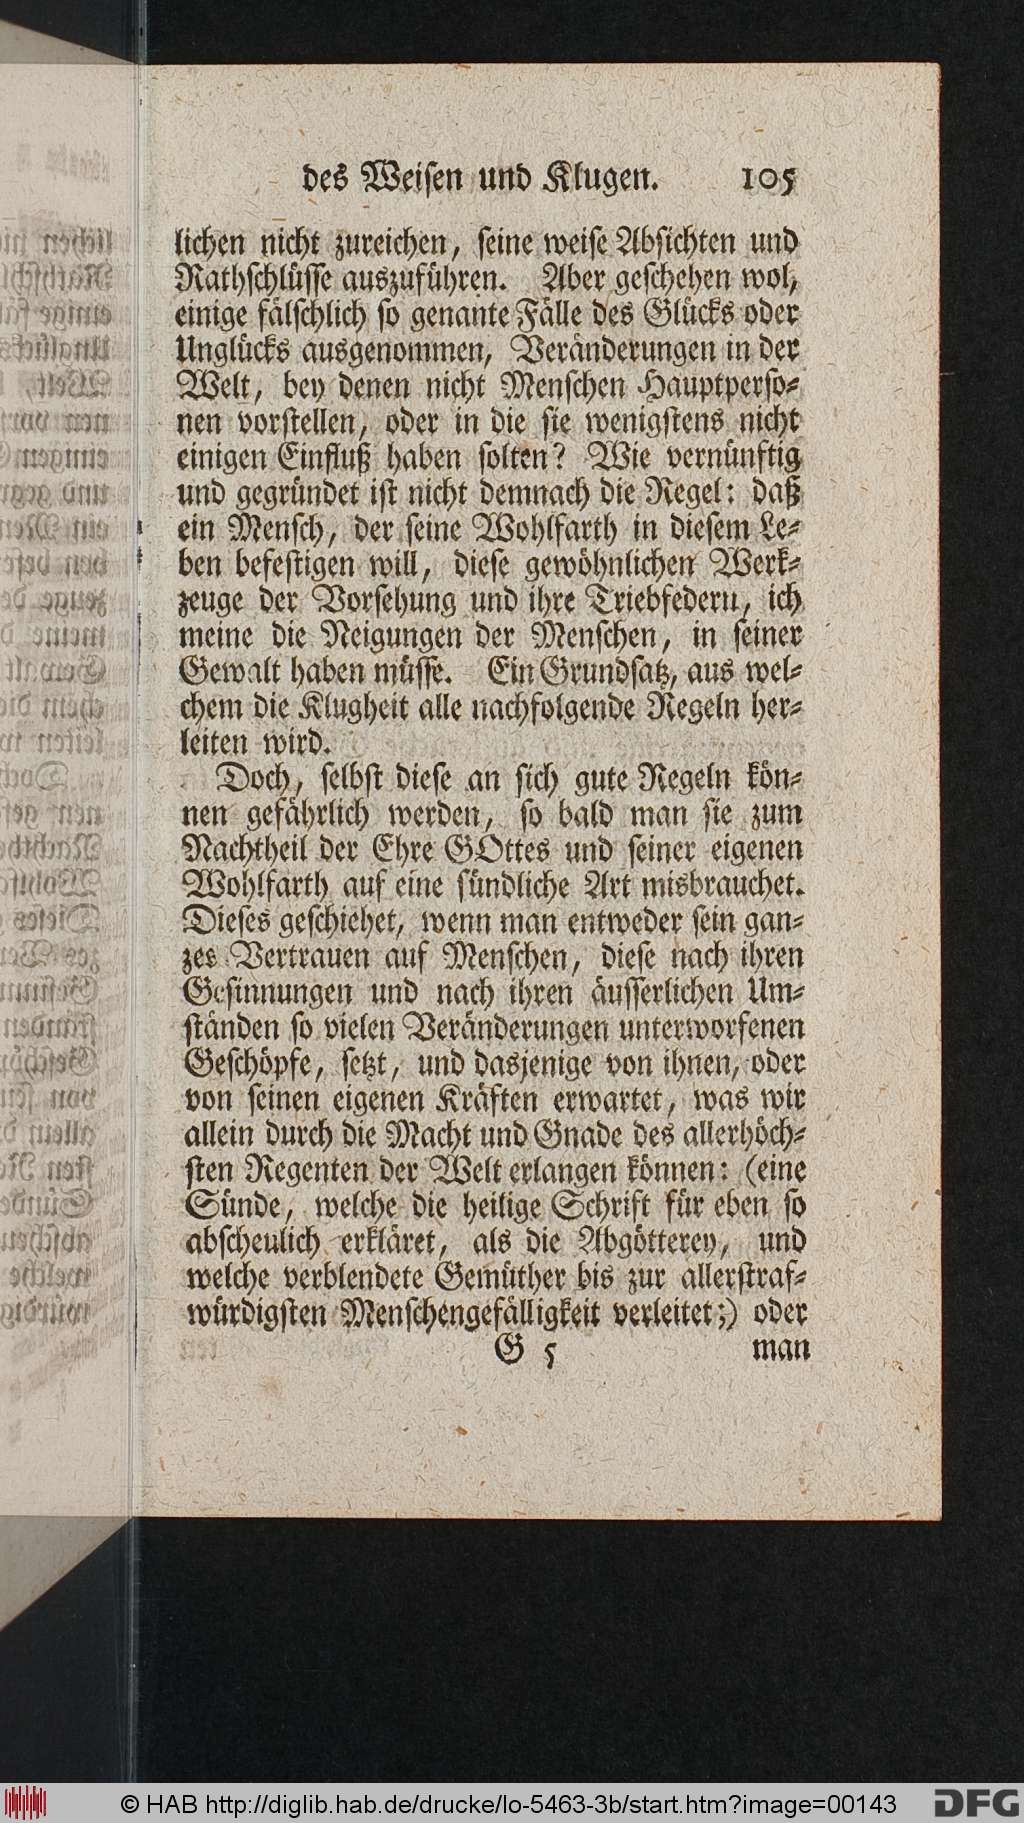 des Weisen und Klugen. 105
lichen nicht zureichen, seine weise Absichten und
Rathschlüsse auszuführen. Aber geschehen wol,
einige fälschlich so genante Fälle des Glücks oder
Unglücks ausgenommen, Veränderungen in der
Welt, bey denen nicht Menschen Hauptperso-
nen vorstellen, oder in die sie wenigstens nicht
einigen Einfluß haben solten? Wie vernünftig
und gegründet ist nicht demnach die Regel: daß
ein Mensch, der seine Wohlfarth in diesem Le-
ben befestigen will, diese gewöhnlichen Werk-
zeuge der Vorsehung und ihre Triebfedern, ich
meine die Neigungen der Menschen, in seiner
Gewalt haben müsse. Ein Grundsatz, aus wel-
chem die Klugheit alle nachfolgende Regeln her-
leiten wird.
Doch, selbst diese an sich gute Regeln kön-
nen gefährlich werden, so bald man sie zum
Nachtheil der Ehre GOttes und seiner eigenen
Wohlfarth auf eine sündliche Art misbrauchet.
Dieses geschiehet, wenn man entweder sein gan-
zes Vertrauen auf Menschen, diese nach ihren
Gesinnungen und nach ihren äusserlichen Um-
ständen so vielen Veränderungen unterworfenen
Geschöpfe, setzt, und dasjenige von ihnen, oder
von seinen eigenen Kräften erwartet, was wir
allein durch die Macht und Gnade des allerhöch-
sten Regenten der Welt erlangen können: (eine
Sünde, welche die heilige Schrift für eben so
abscheulich erkläret, als die Abgötterey, und
welche verblendete Gemüther bis zur allerstraf-
würdigsten Menschengefälligkeit verleitet;) oder
G 5 man
© HAB http://diglib.hab.de/drucke/lo-5463-3b/start.htm?image=00143
DFG